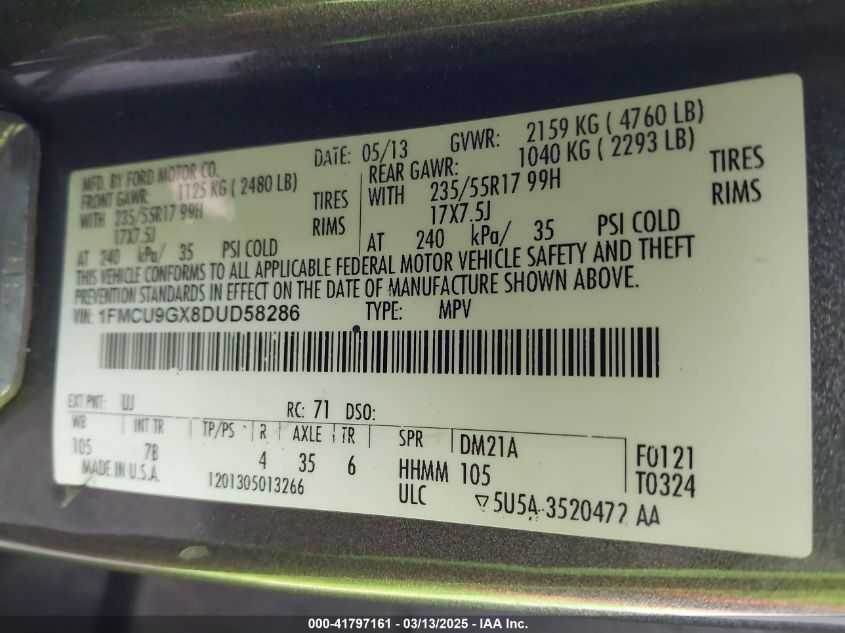 MFD. BY FORD MOTOR CO.
DATE: 05/13 GVWR: 2159 KG ( 4760 LB)
FRONT GAWR: 1125 KG ( 2480 LB)
REAR GAWR: 1040 KG ( 2293 LB)
WITH 235/55R17 99H TIRES
WITH 235/55R17 99H TIRES
17X7.5J RIMS
17X7.5J RIMS
AT 240 kPa/ 35 PSI COLD
AT 240 kPa/ 35 PSI COLD
THIS VEHICLE CONFORMS TO ALL APPLICABLE FEDERAL MOTOR VEHICLE SAFETY AND THEFT
PREVENTION STANDARDS IN EFFECT ON THE DATE OF MANUFACTURE SHOWN ABOVE.
VIN: 1FMCU9GX8DUD58286 TYPE: MPV
EXT PNT: UJ RC: 71 DSO:
WB INT TR TP/PS R AXLE TR SPR DM21A F0121
105 7B 4 35 6 HHMM 105 T0324
MADE IN U.S.A. 1201305013266 ULC ▽5U5A-3520472 AA
000-41797161 - 03/13/2025 - IAA Inc.